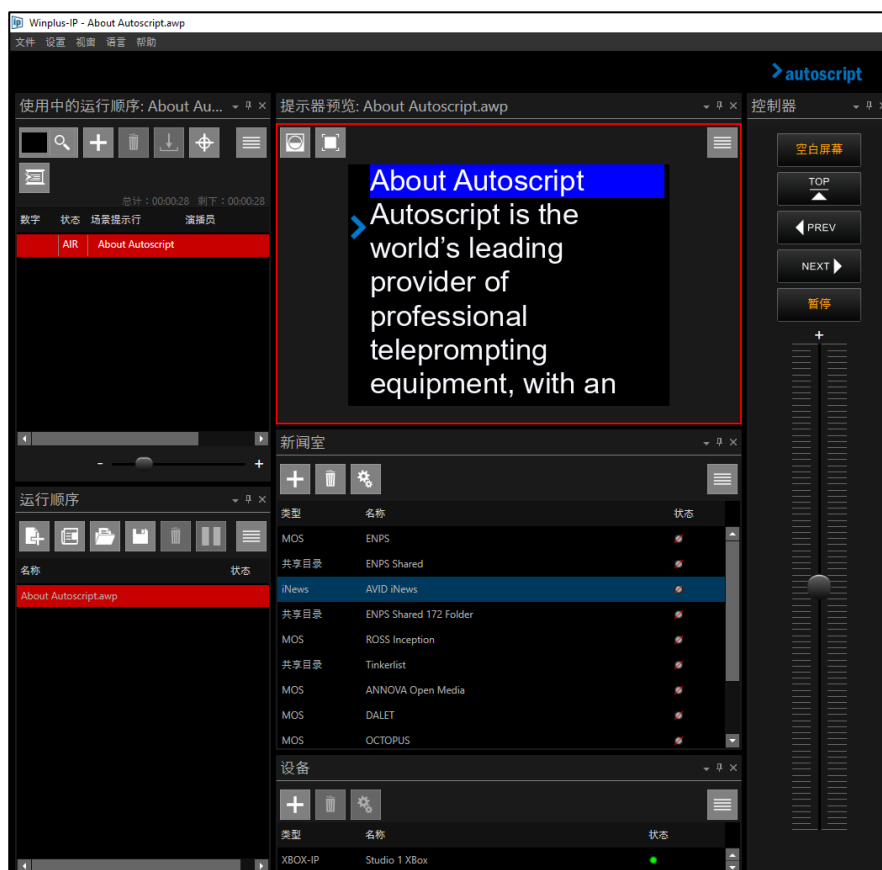 Winplus-IP - About Autoscript.awp
文件 设置 视窗 语言 帮助
autoscript
使用中的运行顺序: About Au...
总计：00:00:28 剩下：00:00:28
数字 状态 场景提示行 演播员
AIR About Autoscript
- +
运行顺序
名称 状态
About Autoscript.awp
提示器预览: About Autoscript.awp
About Autoscript
Autoscript is the
world's leading
provider of
professional
teleprompting
equipment, with an
新闻室
类型 名称 状态
MOS ENPS
共享目录 ENPS Shared
iNews AVID iNews
共享目录 ENPS Shared 172 Folder
MOS ROSS Inception
共享目录 Tinkerlist
MOS ANNOVA Open Media
MOS DALET
MOS OCTOPUS
设备
类型 名称 状态
XBOX-IP Studio 1 XBox
控制器
空白屏幕
TOP
PREV
NEXT
暂停
+